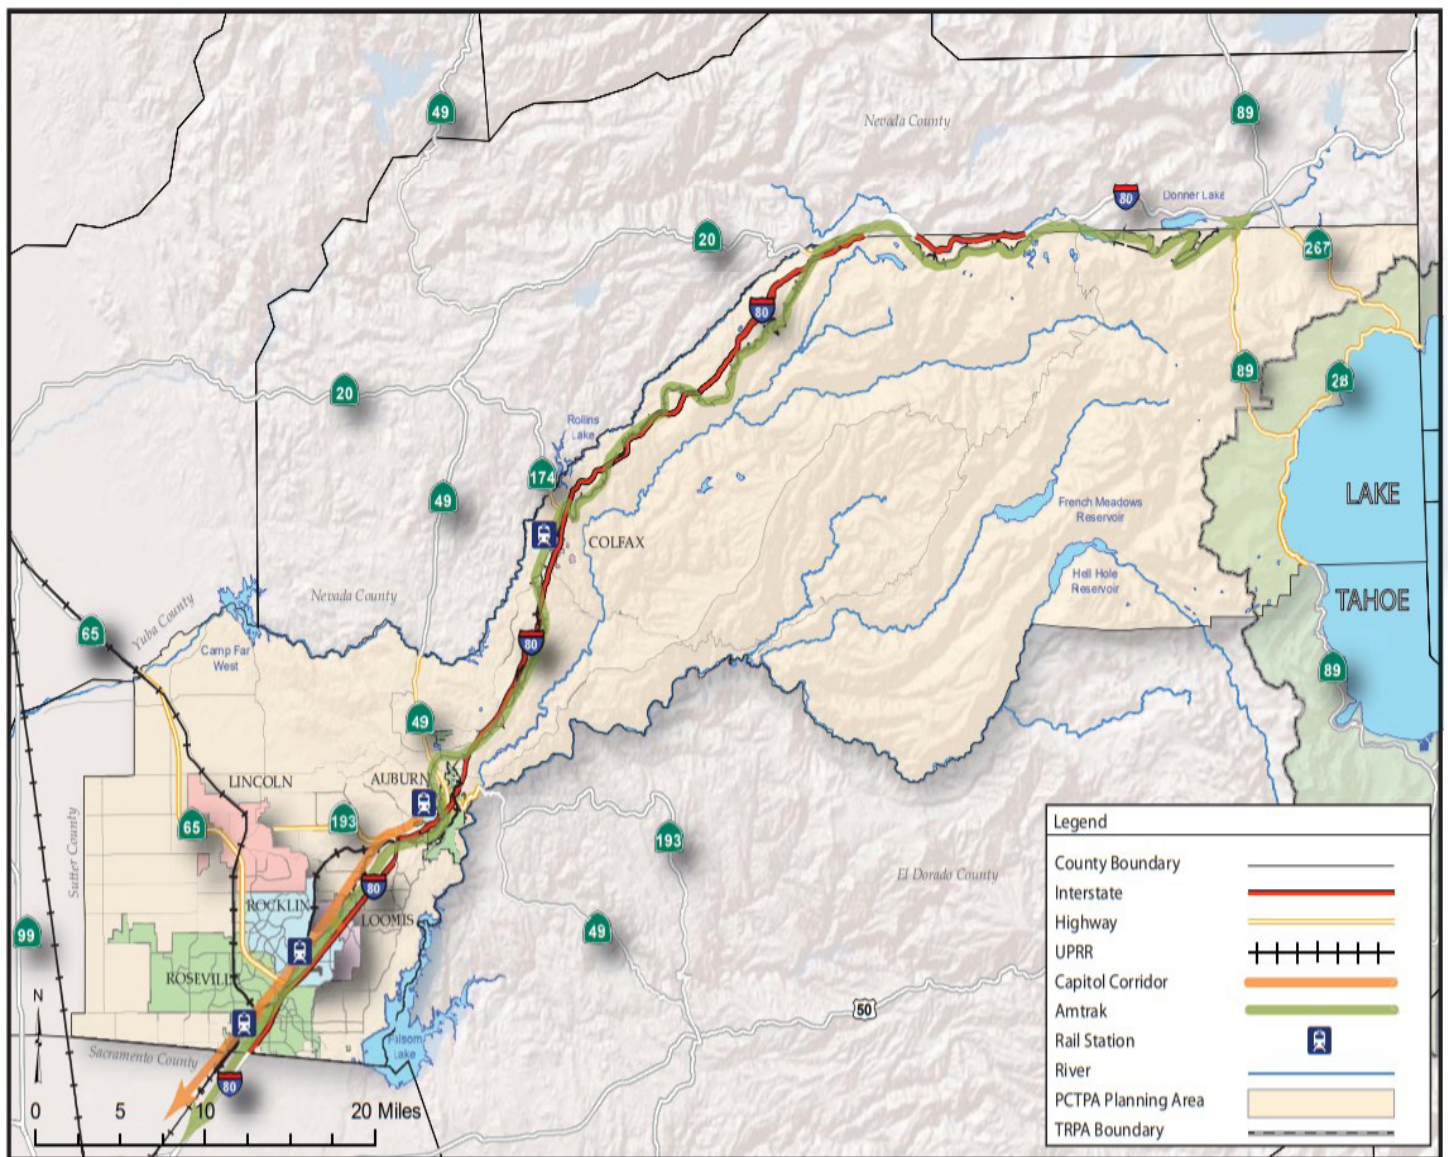 49
Nevada County
89
80
Donner Lake
20
267
80
89
28
20
Rollins
Lake
174
49
LAKE
French Meadows
Reservoir
COLFAX
Hell Hole
Reservoir
TAHOE
Nevada County
Yuba County
65
80
Camp Far
West
89
49
LINCOLN
AUBURN
65
193
193
Sutter County
80
El Dorado County
ROCKLIN
LOOMIS
99
49
ROSEVILLE
50
N
Folsom
Lake
Sacramento County
80
0
5
10
20 Miles
Legend
County Boundary
Interstate
Highway
UPRR
Capitol Corridor
Amtrak
Rail Station
River
PCTPA Planning Area
TRPA Boundary